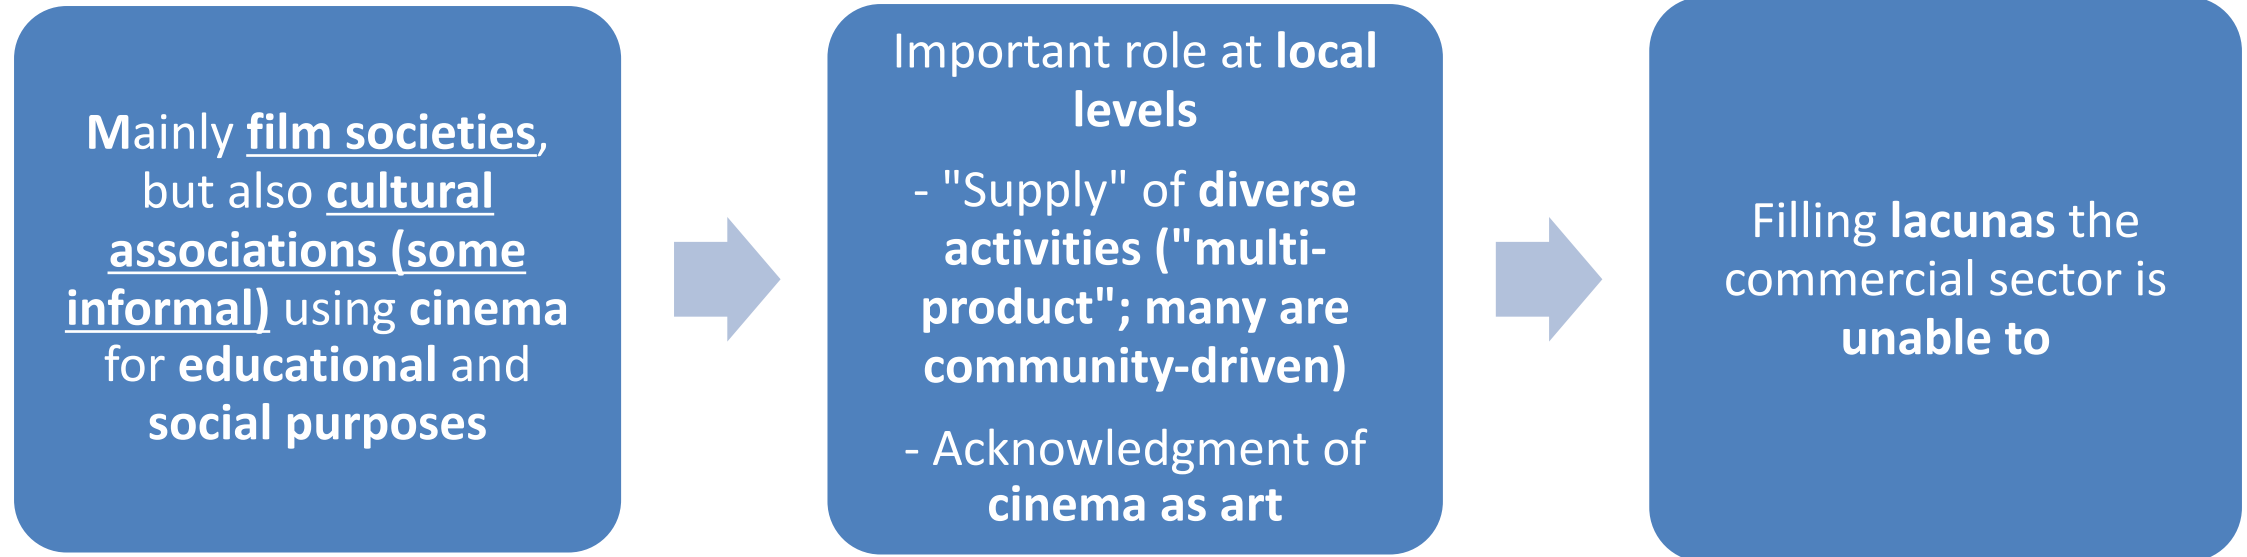 Mainly film societies,
but also cultural
associations (some
informal) using cinema
for educational and
social purposes
Important role at local
levels
- "Supply" of diverse
activities ("multi-
product"; many are
community-driven)
- Acknowledgment of
cinema as art
Filling lacunas the
commercial sector is
unable to